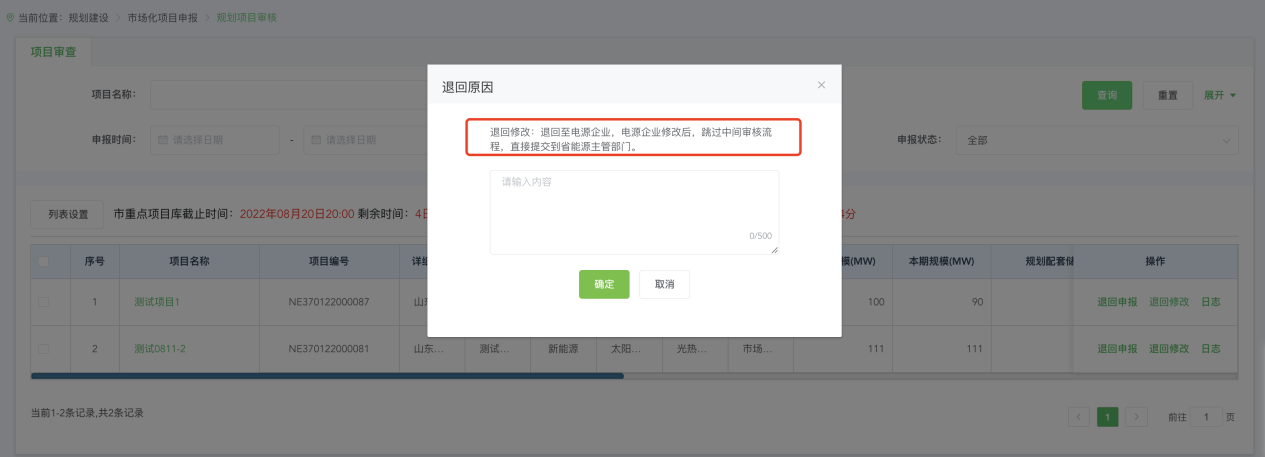 当前位置：规划建设 > 市场化项目申报 > 规划项目审核
项目审查
退回原因 ×
项目名称： 查询 重置 展开
退回修改：退回至电源企业，电源企业修改后，跳过中间审核流
程，直接提交到省能源主管部门。
申报时间： 请选择日期 - 请选择日期 申报状态： 全部
请输入内容
0/500
列表设置 市重点项目库截止时间：2022年08月20日20:00 剩余时间：4日 4分
序号 项目名称 项目编号 详细 模(MW) 本期规模(MW) 规划配套储 操作
确定 取消
1 测试项目1 NE370122000087 山东 100 90 退回申报 退回修改 日志
2 测试0811-2 NE370122000081 山东... 测试... 新能源 太阳... 光热... 市场... 111 111 退回申报 退回修改 日志
当前1-2条记录,共2条记录 < 1 > 前往 1 页